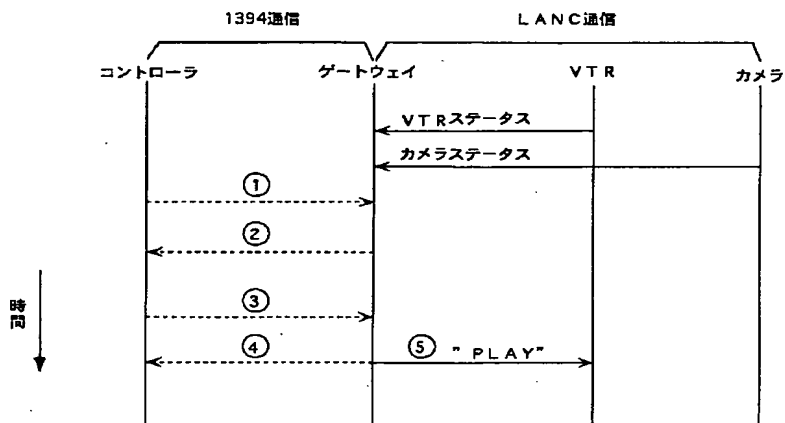 1394通信
LANC通信
コントローラ
ゲートウェイ
VTR
カメラ
VTRステータス
カメラステータス
①
②
③
④
⑤ "PLAY"
時間